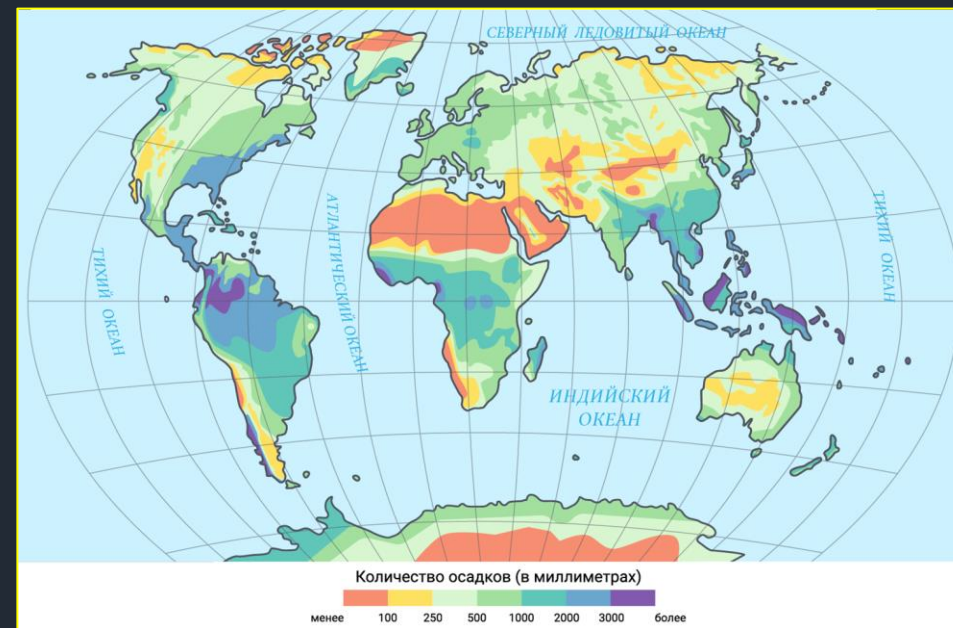 СЕВЕРНЫЙ ЛЕДОВИТЫЙ ОКЕАН
ТИХИЙ ОКЕАН
АТЛАНТИЧЕСКИЙ ОКЕАН
ТИХИЙ ОКЕАН
ИНДИЙСКИЙ
ОКЕАН
Количество осадков (в миллиметрах)
менее 100 250 500 1000 2000 3000 более